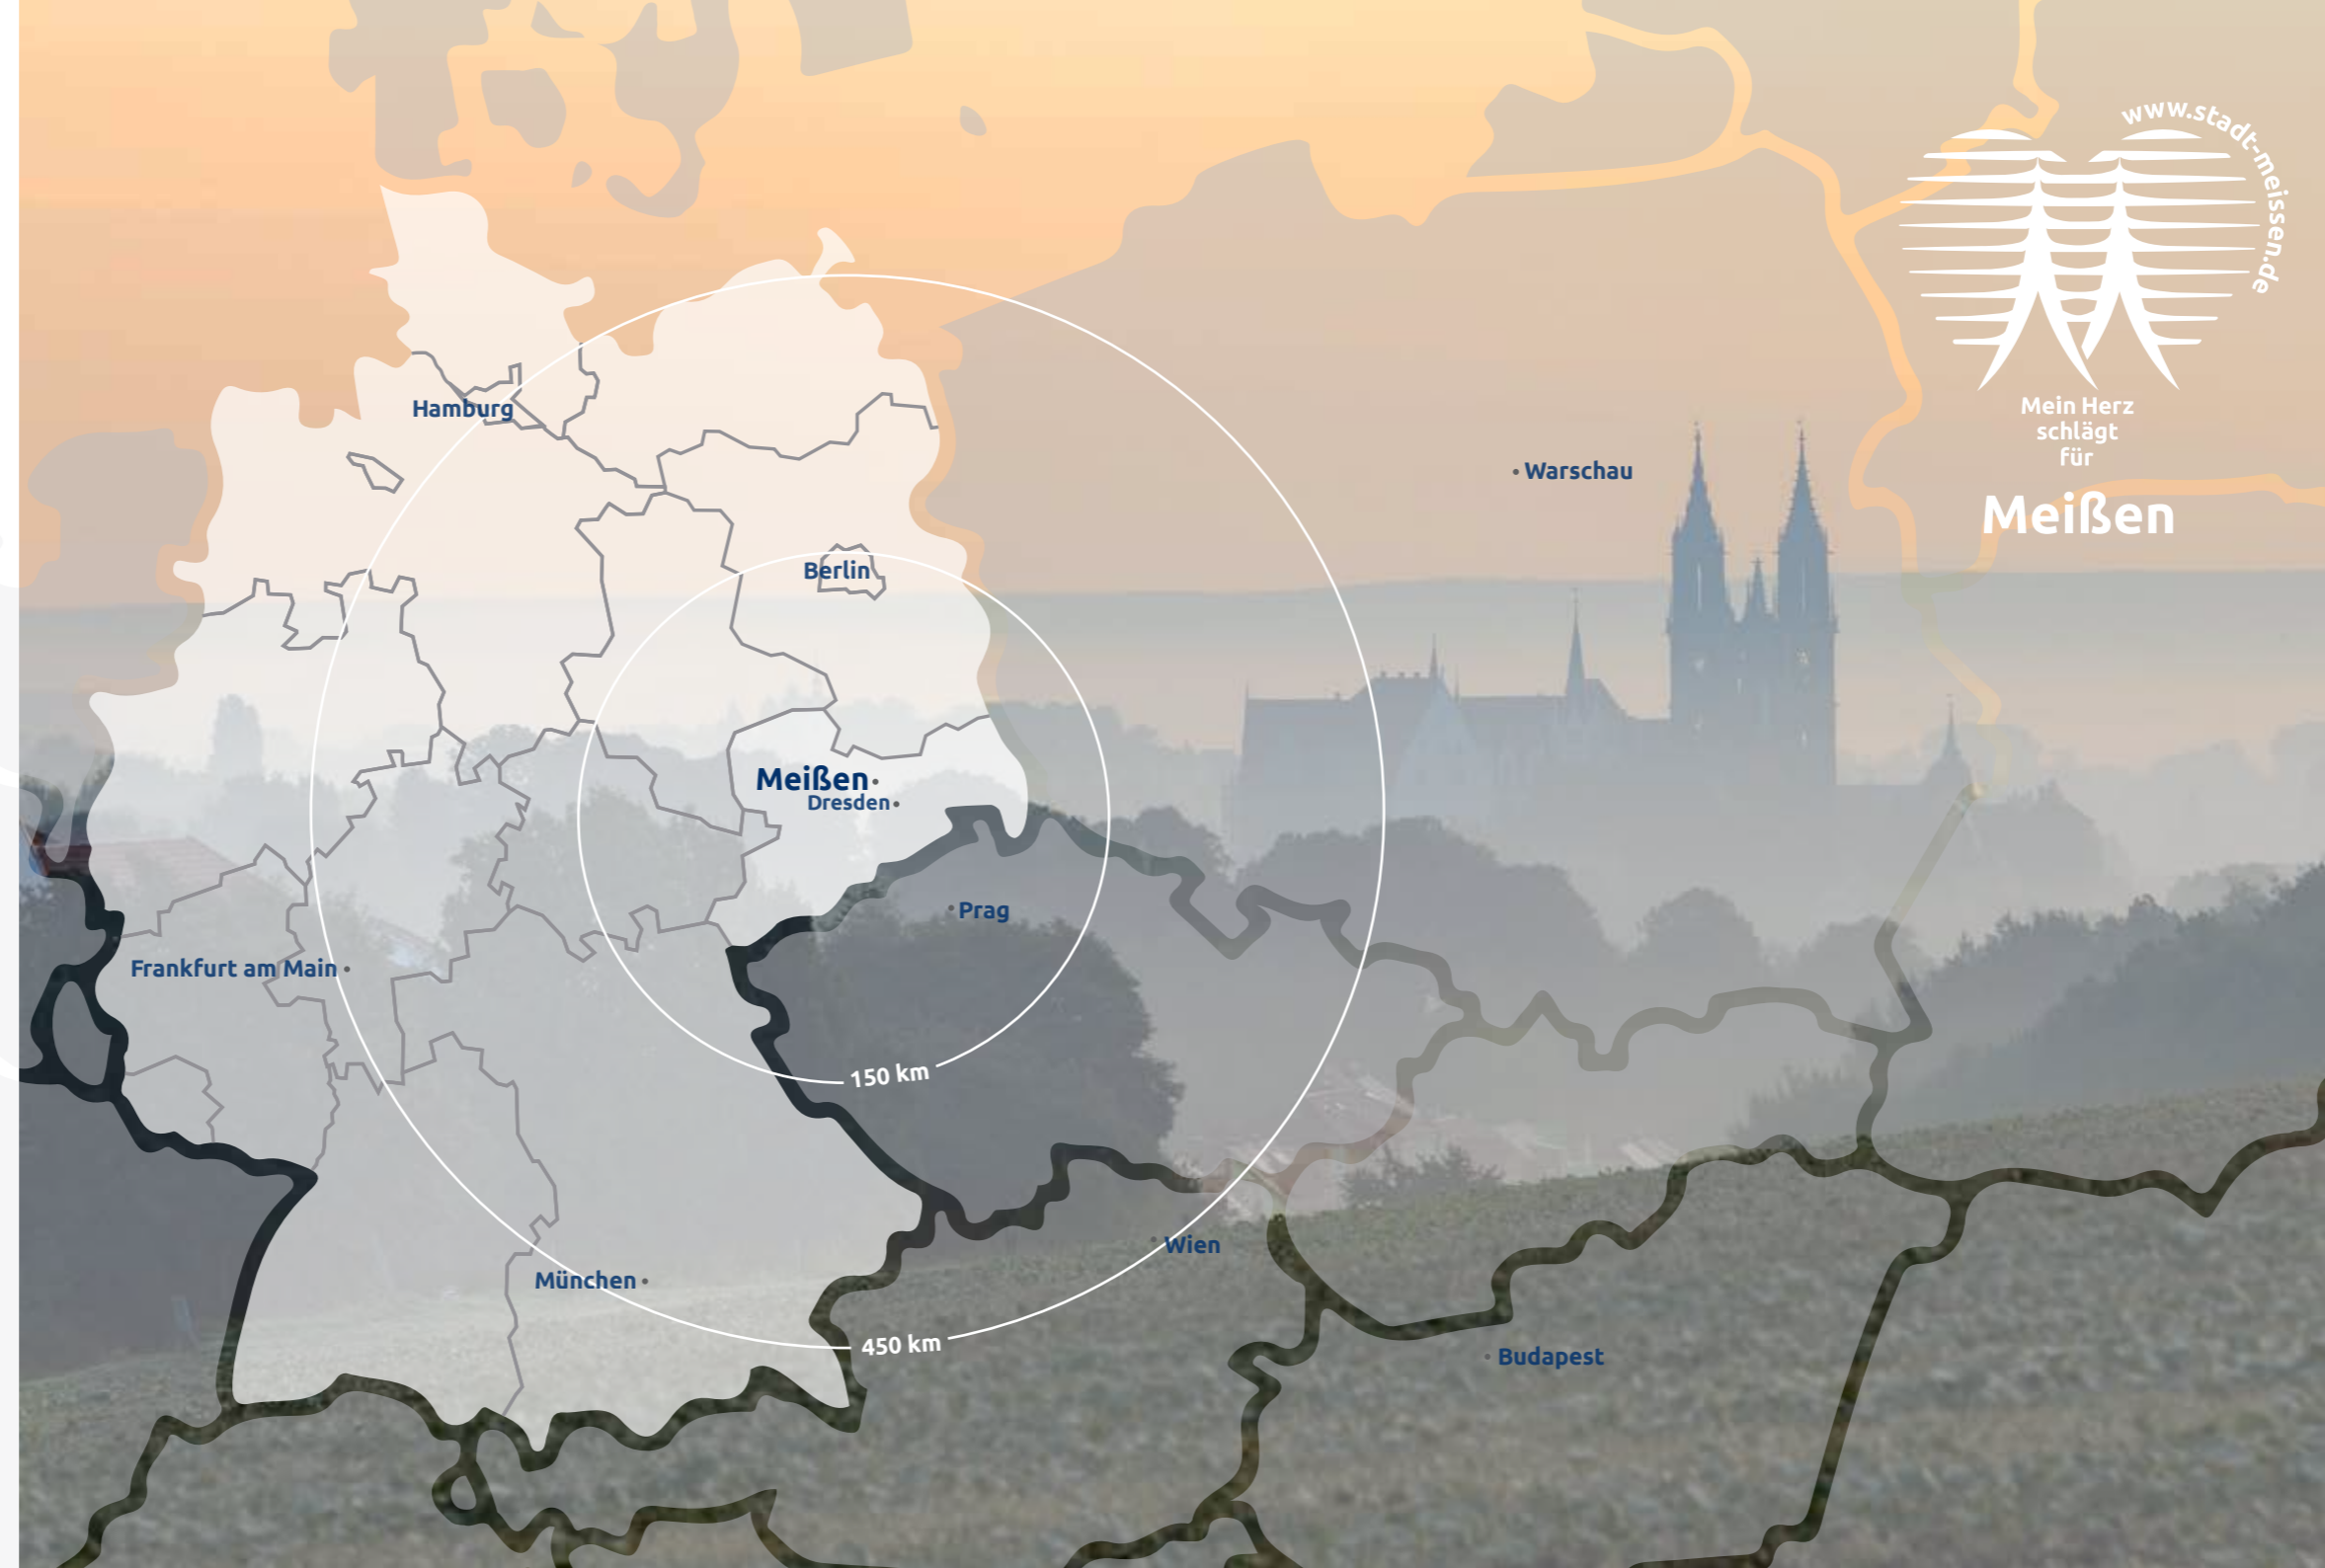 www.stadt-meissen.de
Mein Herz
schlägt
für
Meißen
Hamburg
Warschau
Berlin
Meißen
Dresden
Prag
Frankfurt am Main
150 km
Wien
München
450 km
Budapest